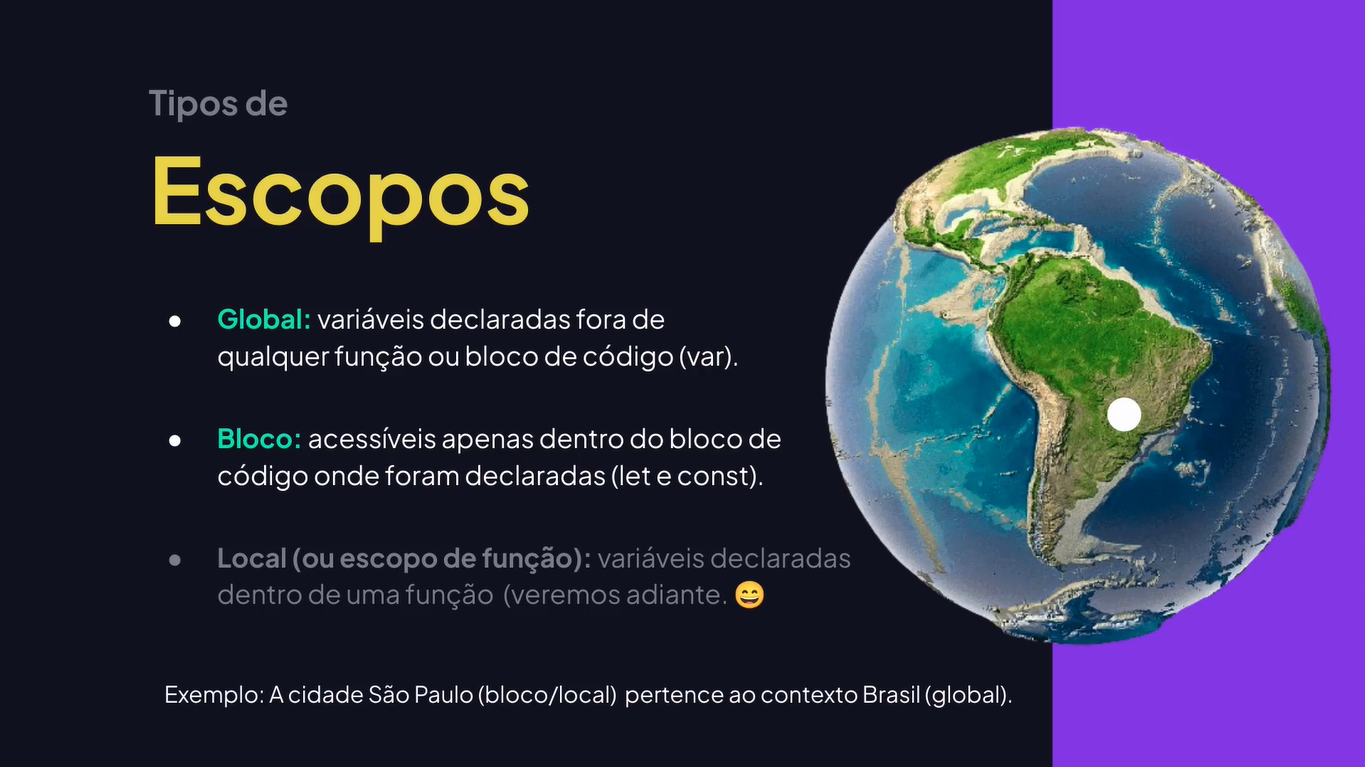 Tipos de
Escopos
● Global: variáveis declaradas fora de
qualquer função ou bloco de código (var).
● Bloco: acessíveis apenas dentro do bloco de
código onde foram declaradas (let e const).
● Local (ou escopo de função): variáveis declaradas
dentro de uma função (veremos adiante. 😄
Exemplo: A cidade São Paulo (bloco/local) pertence ao contexto Brasil (global).